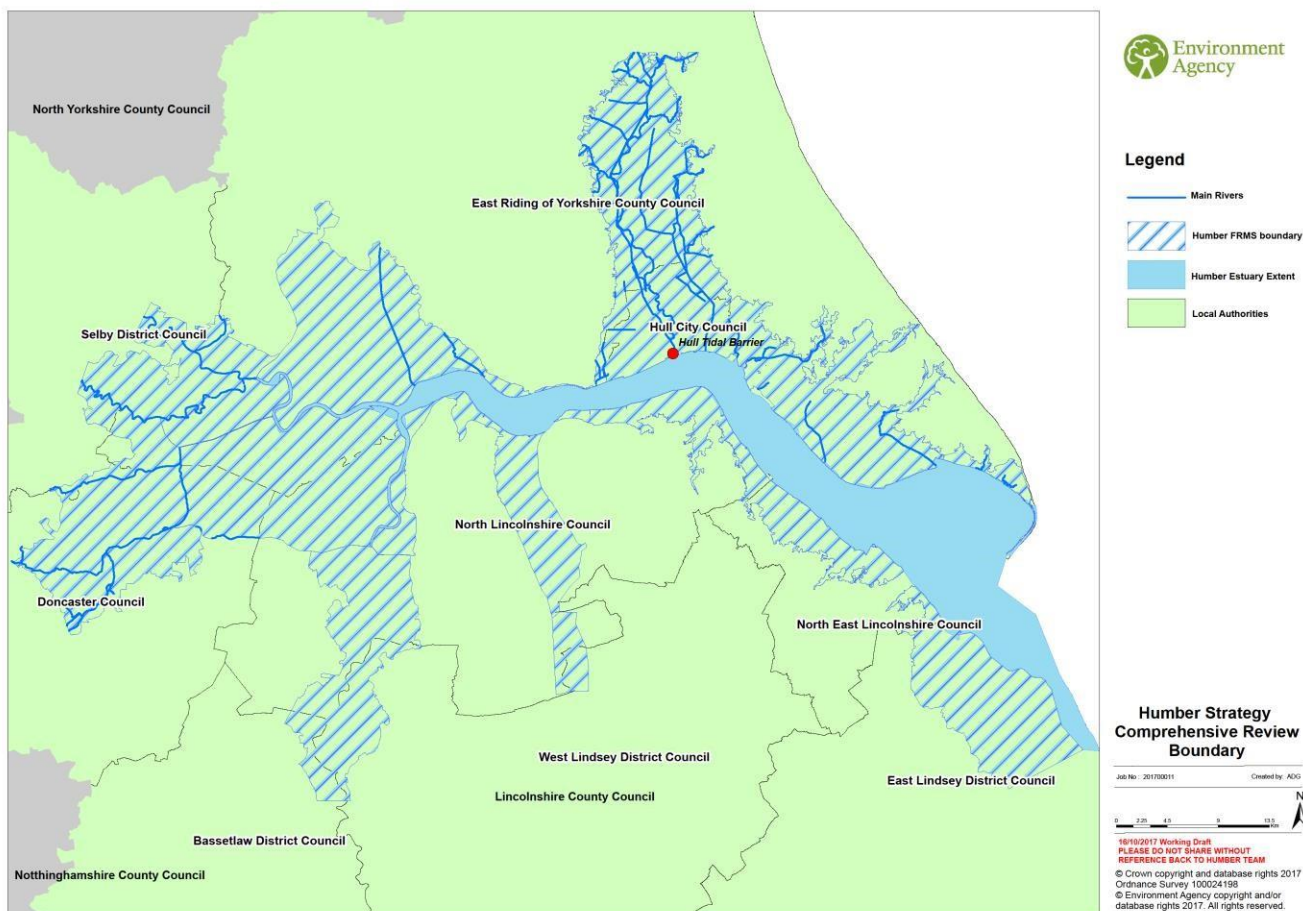 North Yorkshire County Council
East Riding of Yorkshire County Council
Selby District Council
Hull City Council
Hull Tidal Barrier
North Lincolnshire Council
Doncaster Council
North East Lincolnshire Council
West Lindsey District Council
East Lindsey District Council
Lincolnshire County Council
Bassetlaw District Council
Notthinghamshire County Council
Environment
Agency
Legend
Main Rivers
Humber FRMS boundary
Humber Estuary Extent
Local Authorities
Humber Strategy
Comprehensive Review
Boundary
Job No : 201700011 Created by: ADG
N
0 2.25 4.5 9 13.5
Km
16/10/2017 Working Draft
PLEASE DO NOT SHARE WITHOUT
REFERENCE BACK TO HUMBER TEAM
© Crown copyright and database rights 2017
Ordnance Survey 100024198
© Environment Agency copyright and/or
database rights 2017. All rights reserved.